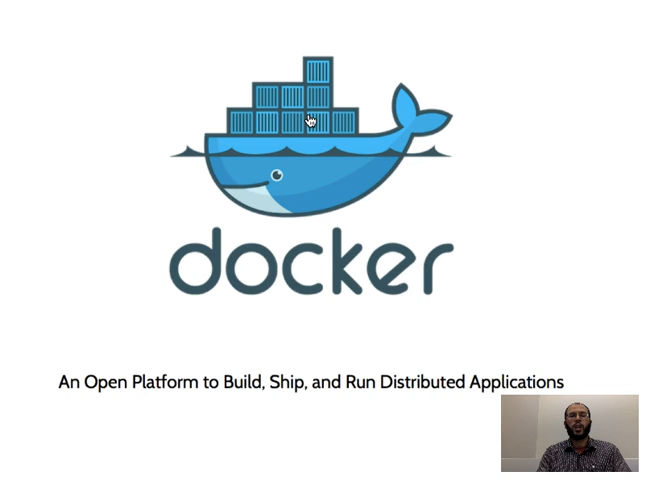 docker
An Open Platform to Build, Ship, and Run Distributed Applications